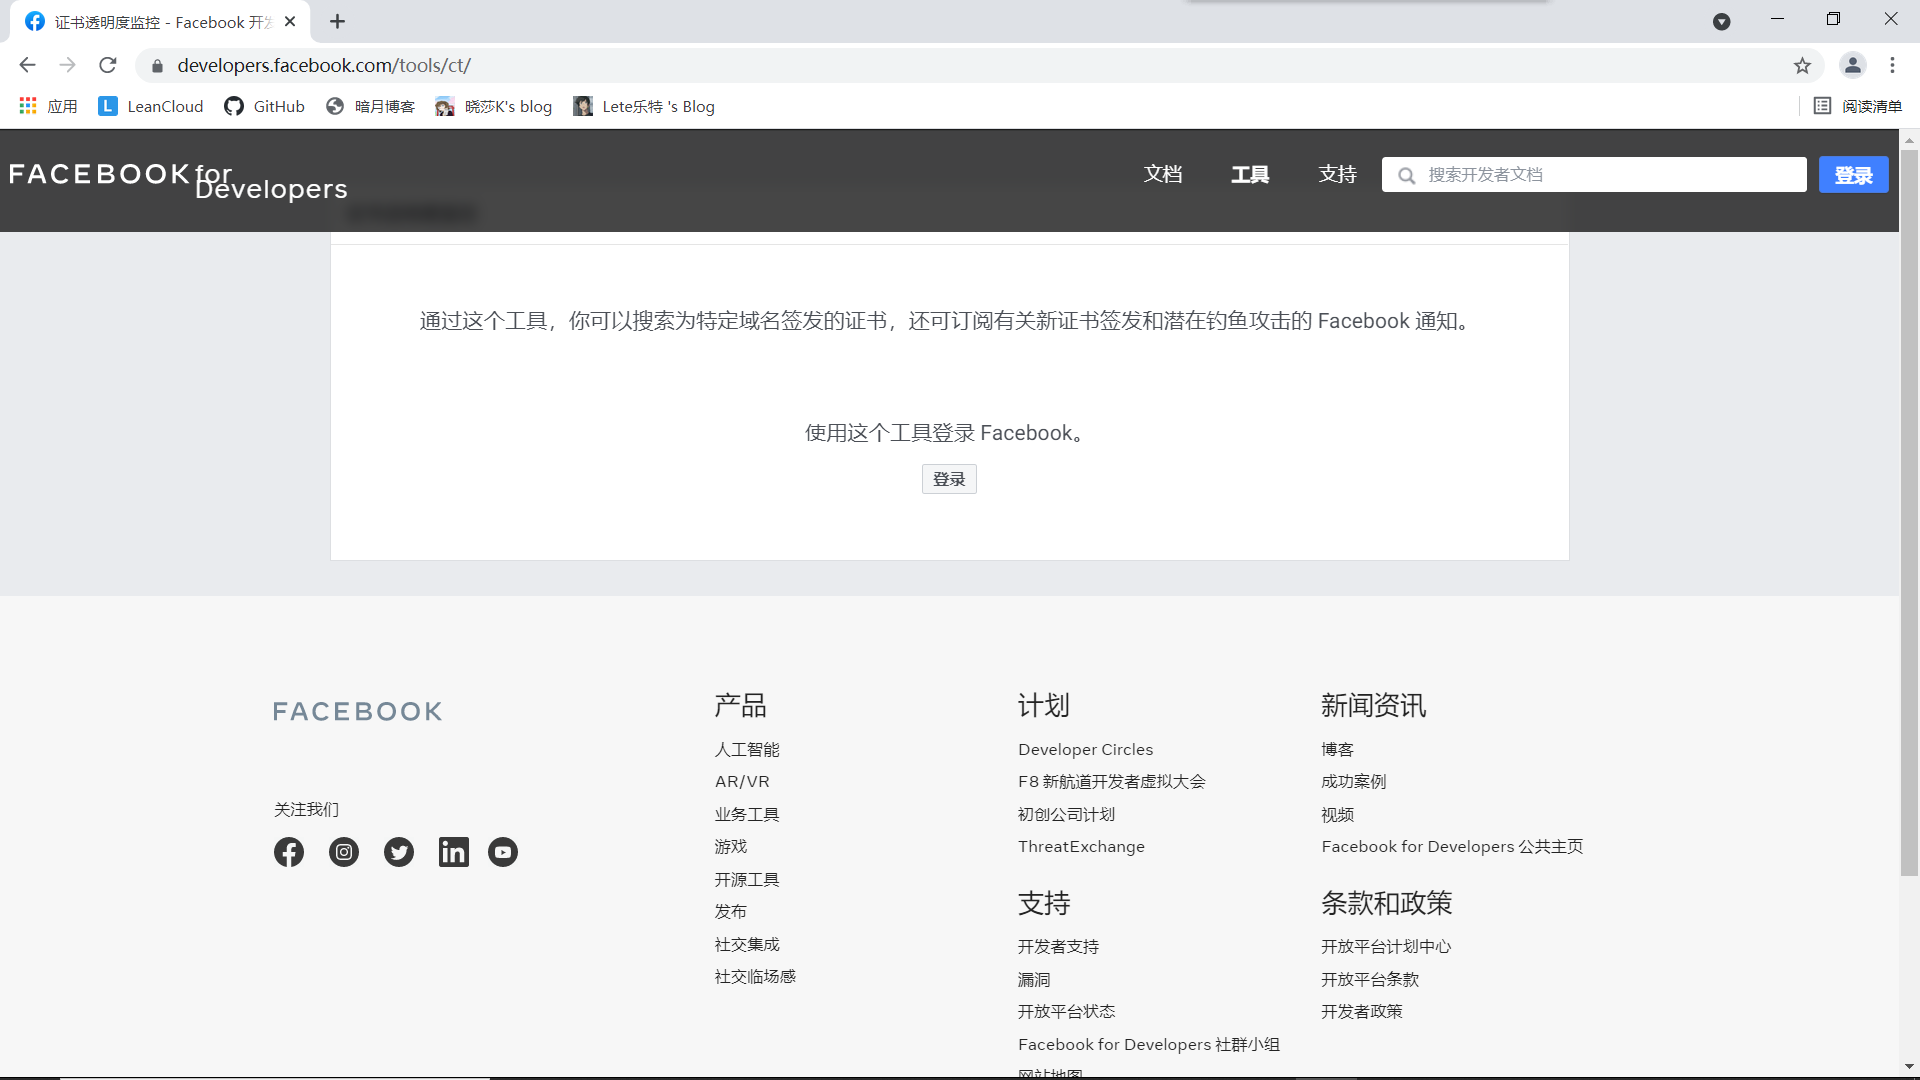 证书透明度监控 - Facebook 开发
developers.facebook.com/tools/ct/
应用 LeanCloud GitHub 暗月博客 晓莎K's blog Lete乐特 's Blog 阅读清单
FACEBOOK for Developers 文档 工具 支持 搜索开发者文档 登录
通过这个工具，你可以搜索为特定域名签发的证书，还可订阅有关新证书签发和潜在钓鱼攻击的 Facebook 通知。
使用这个工具登录 Facebook。
登录
FACEBOOK
关注我们
产品
人工智能
AR/VR
业务工具
游戏
开源工具
发布
社交集成
社交临场感
计划
Developer Circles
F8 新航道开发者虚拟大会
初创公司计划
ThreatExchange
支持
开发者支持
漏洞
开放平台状态
Facebook for Developers 社群小组
网站地图
新闻资讯
博客
成功案例
视频
Facebook for Developers 公共主页
条款和政策
开放平台计划中心
开放平台条款
开发者政策